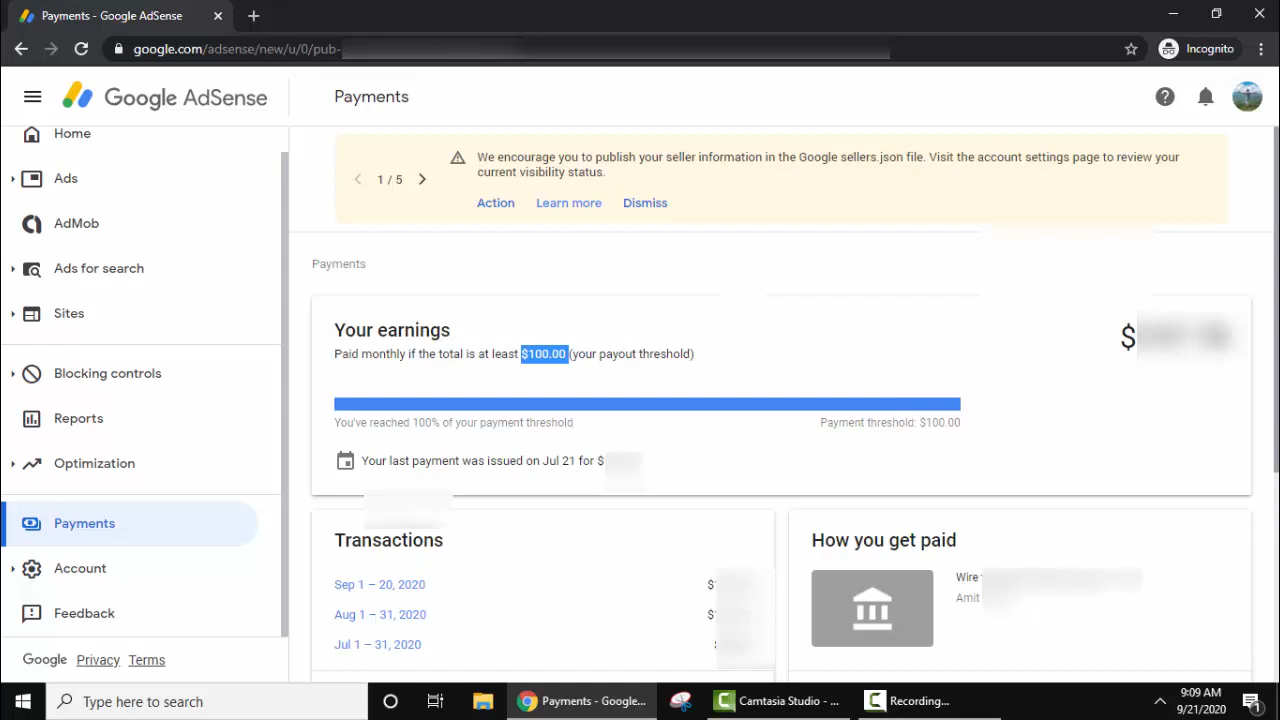 Payments - Google AdSense
google.com/adsense/new/u/0/pub-
Incognito
Google AdSense
Payments
Home
Ads
AdMob
Ads for search
Sites
Blocking controls
Reports
Optimization
Payments
Account
Feedback
Google Privacy Terms
1 / 5
We encourage you to publish your seller information in the Google sellers.json file. Visit the account settings page to review your
current visibility status.
Action Learn more Dismiss
Payments
Your earnings
$
Paid monthly if the total is at least $100.00 (your payout threshold)
You've reached 100% of your payment threshold
Payment threshold: $100.00
Your last payment was issued on Jul 21 for $
Transactions
Sep 1 – 20, 2020 $
Aug 1 – 31, 2020 $
Jul 1 – 31, 2020
How you get paid
Wire
Amit
Type here to search
Payments - Google...
Camtasia Studio - ...
Recording...
9:09 AM
9/21/2020
1